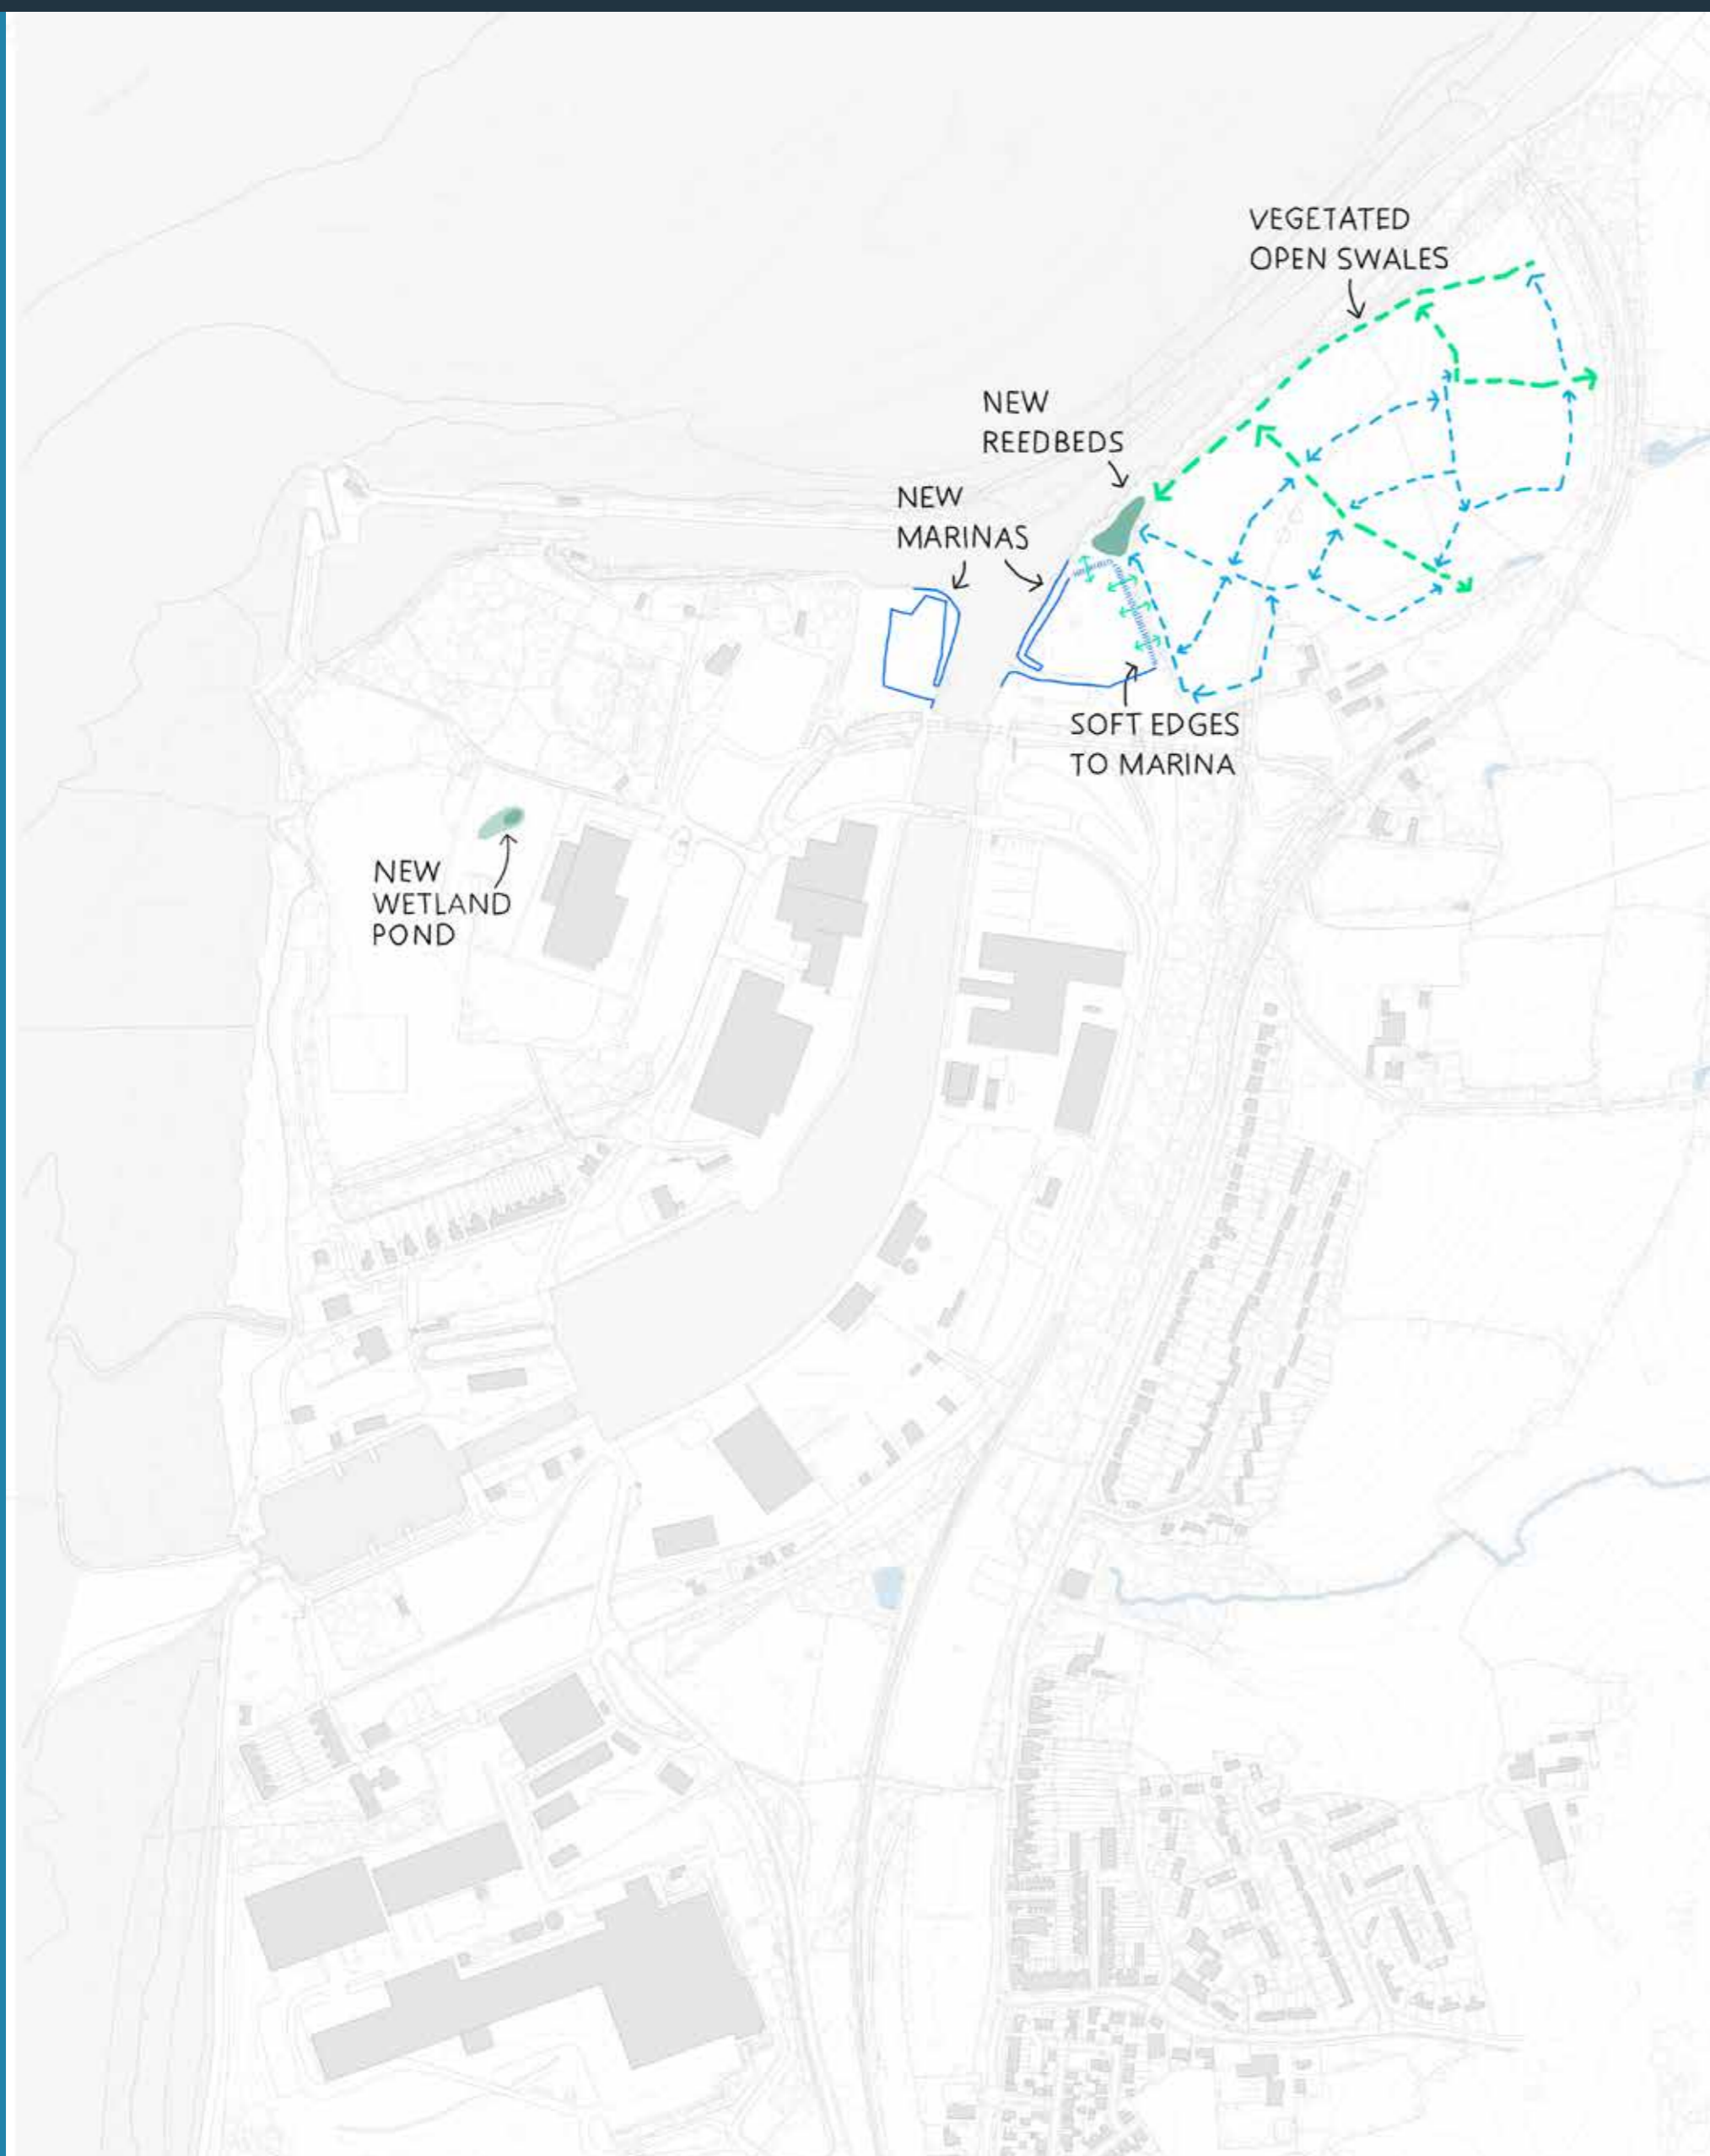 VEGETATED
OPEN SWALES
NEW
REEDBEDS
NEW
MARINAS
SOFT EDGES
TO MARINA
NEW
WETLAND
POND